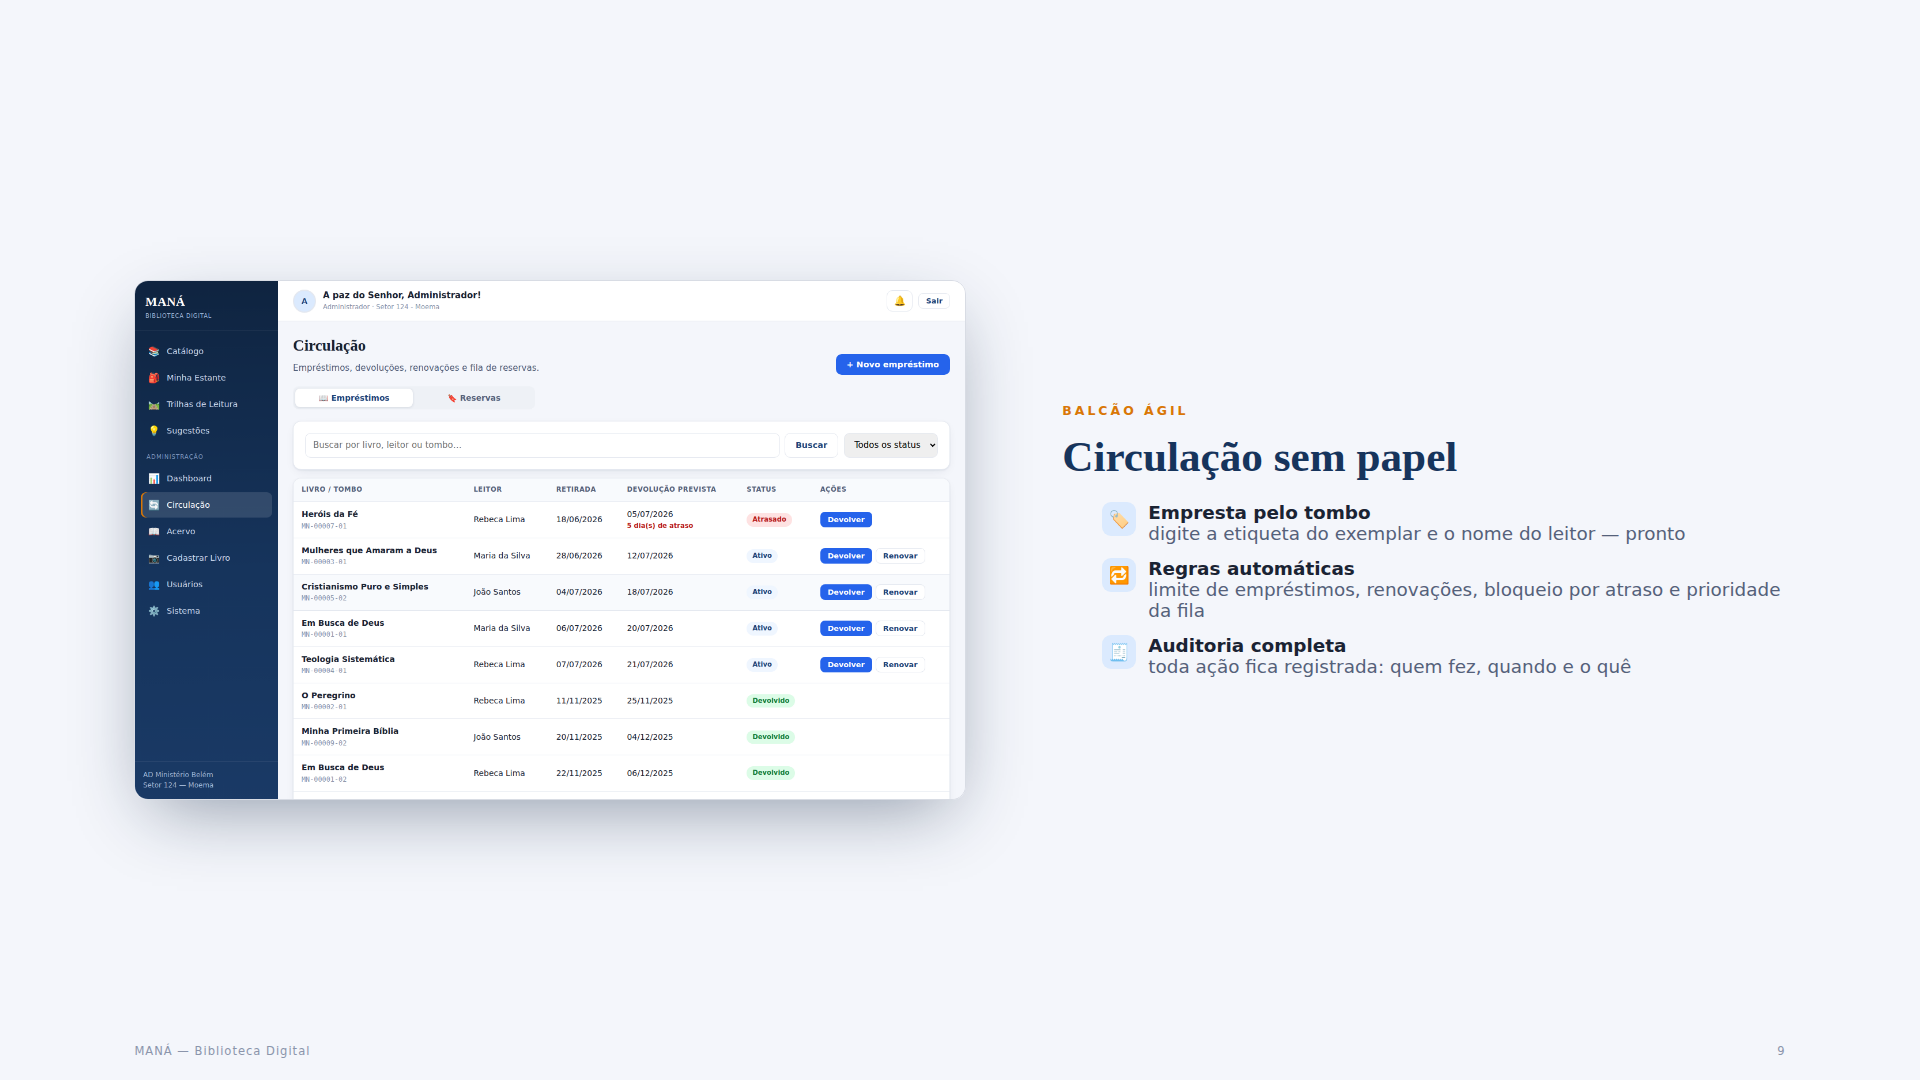 MANÁ
BIBLIOTECA DIGITAL
Catálogo
Minha Estante
Trilhas de Leitura
Sugestões
ADMINISTRAÇÃO
Dashboard
Circulação
Acervo
Cadastrar Livro
Usuários
Sistema
AD Ministério Belém
Setor 124 — Moema
A
A paz do Senhor, Administrador!
Administrador · Setor 124 - Moema
Sair
Circulação
Empréstimos, devoluções, renovações e fila de reservas.
+ Novo empréstimo
Empréstimos
Reservas
Buscar por livro, leitor ou tombo...
Buscar
Todos os status
LIVRO / TOMBO LEITOR RETIRADA DEVOLUÇÃO PREVISTA STATUS AÇÕES
Heróis da Fé
MN-00007-01
Rebeca Lima 18/06/2026 05/07/2026
5 dia(s) de atraso
Atrasado Devolver
Mulheres que Amaram a Deus
MN-00003-01
Maria da Silva 28/06/2026 12/07/2026 Ativo Devolver Renovar
Cristianismo Puro e Simples
MN-00005-02
João Santos 04/07/2026 18/07/2026 Ativo Devolver Renovar
Em Busca de Deus
MN-00001-01
Maria da Silva 06/07/2026 20/07/2026 Ativo Devolver Renovar
Teologia Sistemática
MN-00004-01
Rebeca Lima 07/07/2026 21/07/2026 Ativo Devolver Renovar
O Peregrino
MN-00002-01
Rebeca Lima 11/11/2025 25/11/2025 Devolvido
Minha Primeira Bíblia
MN-00009-02
João Santos 20/11/2025 04/12/2025 Devolvido
Em Busca de Deus
MN-00001-02
Rebeca Lima 22/11/2025 06/12/2025 Devolvido
BALCÃO ÁGIL
Circulação sem papel
Empresta pelo tombo
digite a etiqueta do exemplar e o nome do leitor — pronto
Regras automáticas
limite de empréstimos, renovações, bloqueio por atraso e prioridade
da fila
Auditoria completa
toda ação fica registrada: quem fez, quando e o quê
MANÁ — Biblioteca Digital
9